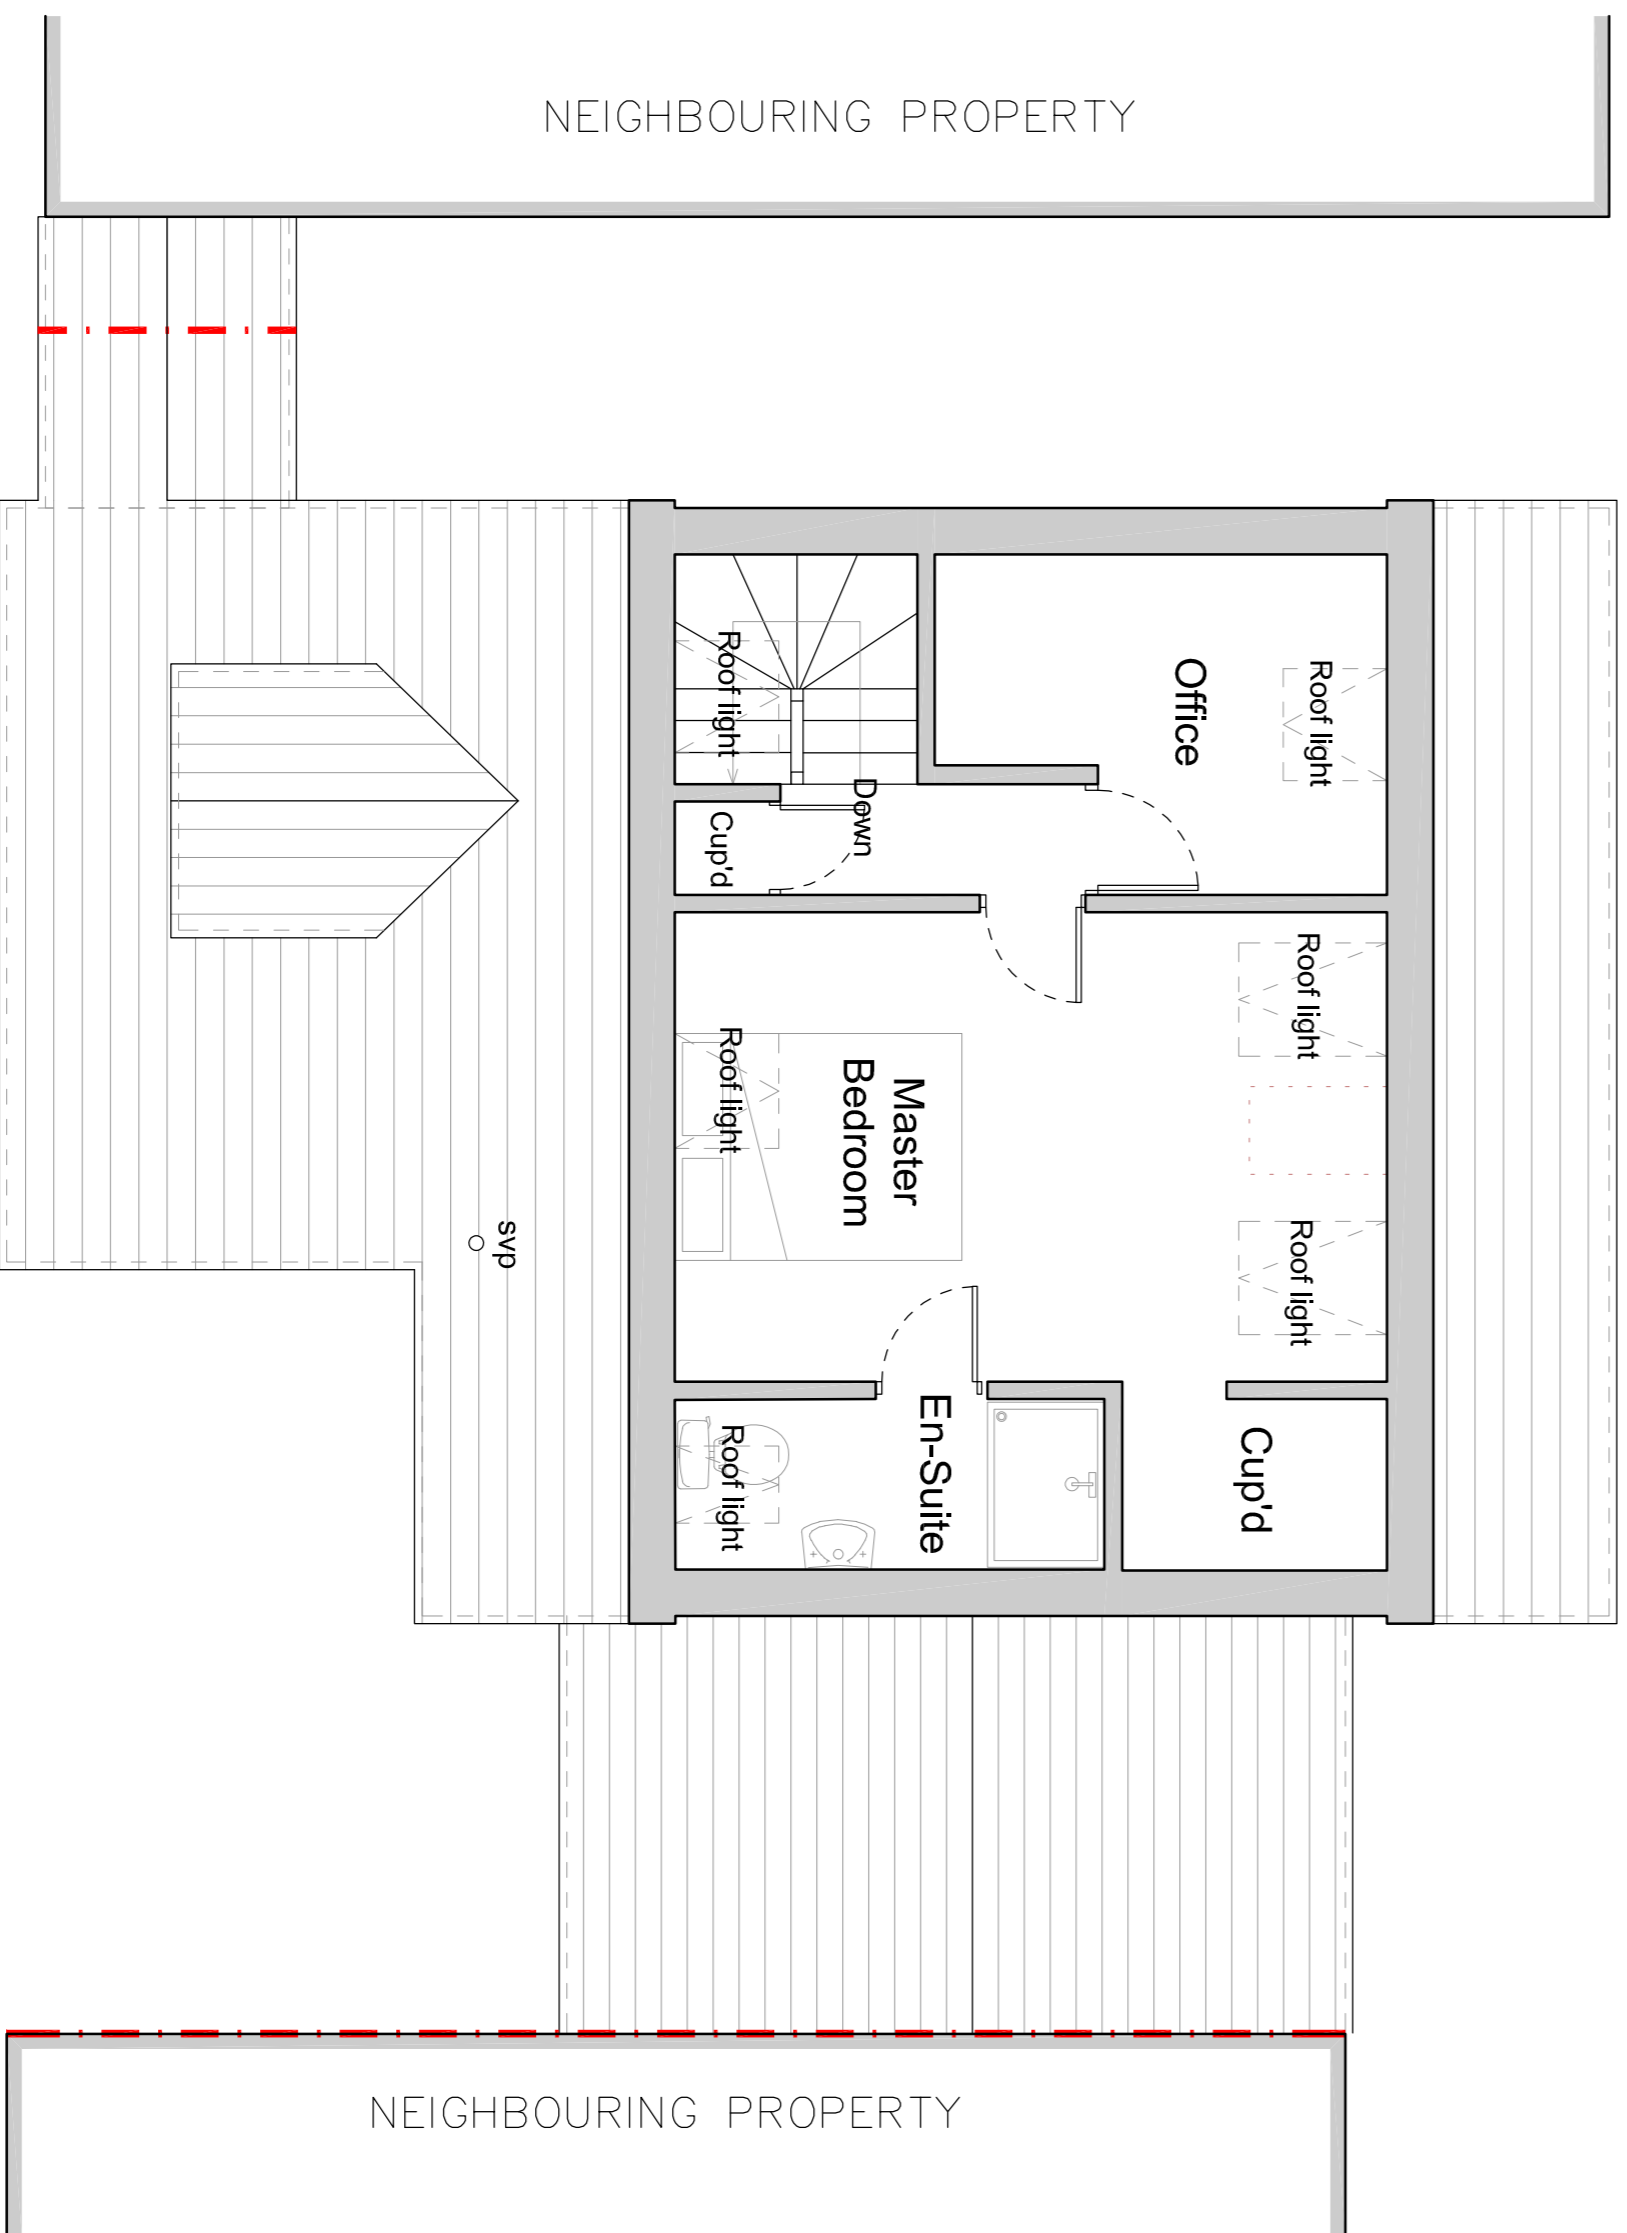 NEIGHBOURING PROPERTY
Roof light
Office
Roof light
Down
Cup'd
Roof light
Master
Bedroom
Roof light
Roof light
svp
En-Suite
Cup'd
Roof light
NEIGHBOURING PROPERTY